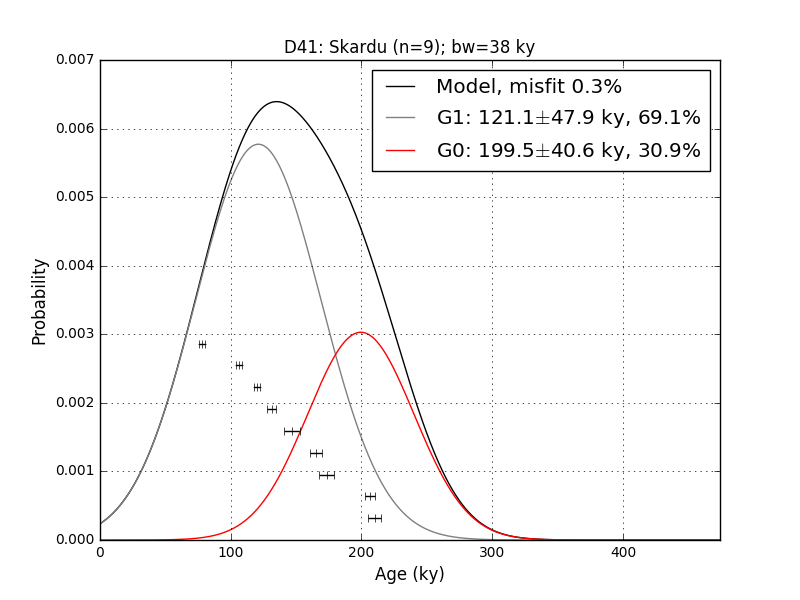 D41: Skardu (n=9); bw=38 ky
0.007
0.006
0.005
0.004
0.003
0.002
0.001
0.000
Probability
Model, misfit 0.3%
G1: 121.1±47.9 ky, 69.1%
G0: 199.5±40.6 ky, 30.9%
0 100 200 300 400
Age (ky)